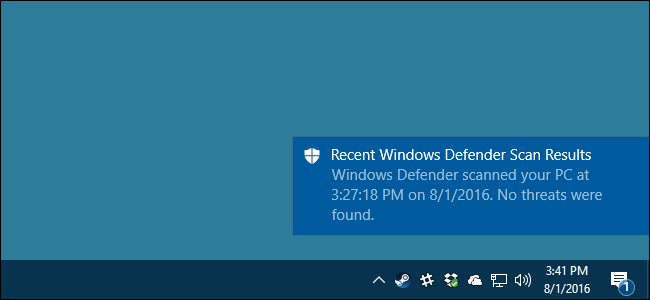 Recent Windows Defender Scan Results
Windows Defender scanned your PC at
3:27:18 PM on 8/1/2016. No threats were
found.
3:41 PM
8/1/2016
1